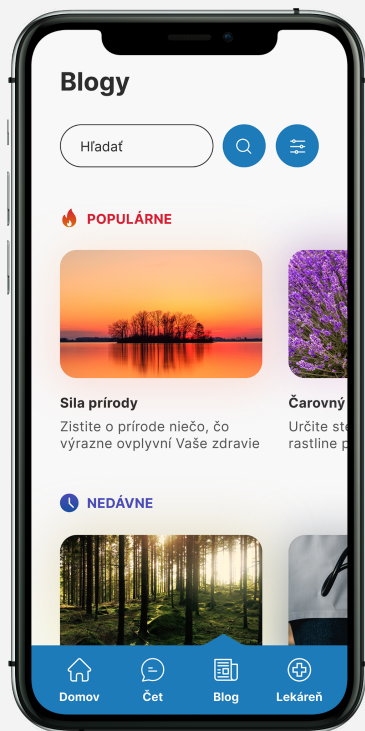 Blogy
Hľadať
POPULÁRNE
Sila prírody
Čarovný
Zistite o prírode niečo, čo
výrazne ovplyvní Vaše zdravie
Určite
rastline
NEDÁVNE
Domov
Čet
Blog
Lekáreň